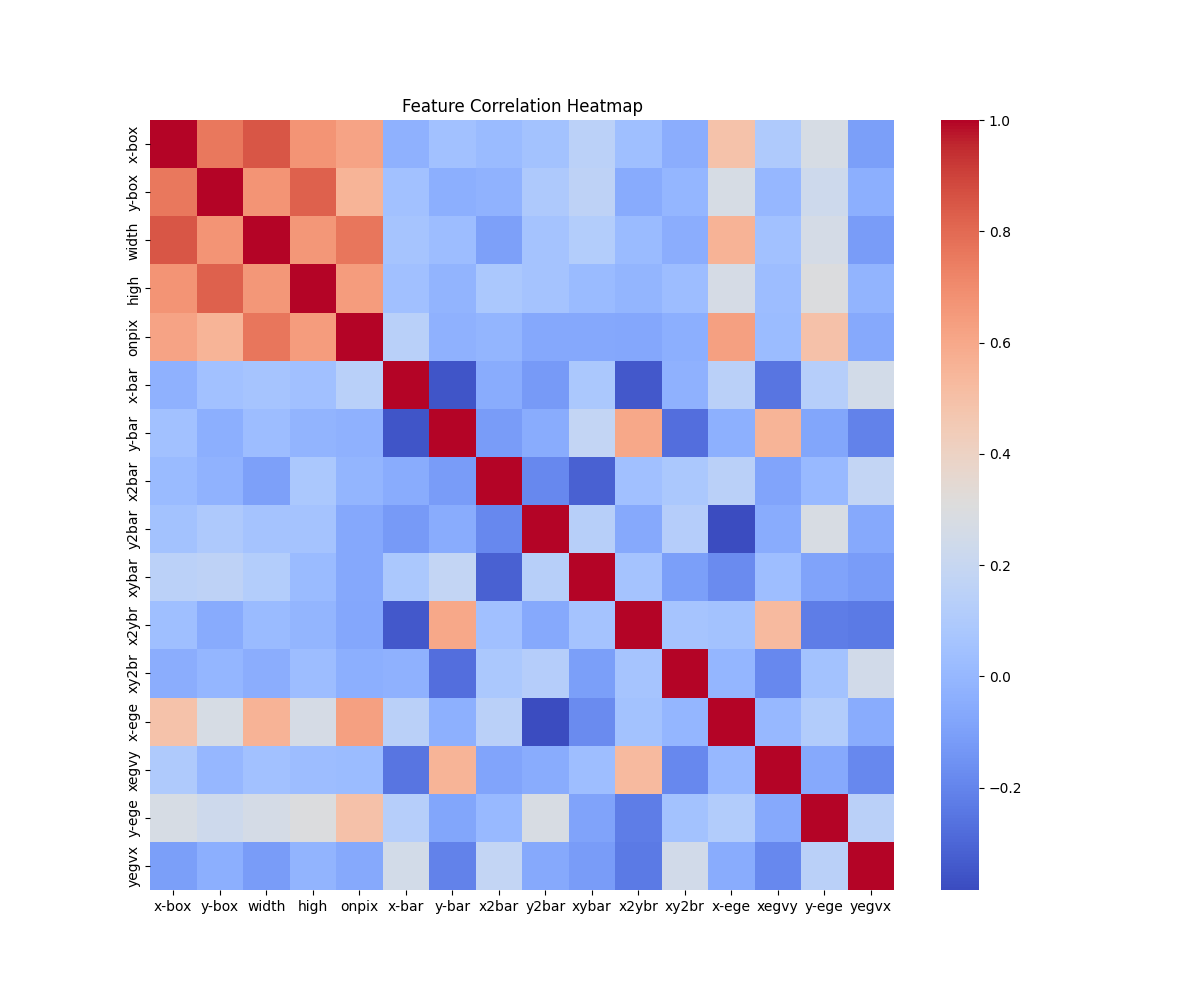 Feature Correlation Heatmap
x-box
y-box
width
high
onpix
x-bar
y-bar
x2bar
y2bar
xybar
x2ybr
xy2br
x-ege
xegvy
y-ege
yegvx
x-box y-box width high onpix x-bar y-bar x2bar y2bar xybar x2ybr xy2br x-ege xegvy y-ege yegvx
1.0
0.8
0.6
0.4
0.2
0.0
−0.2